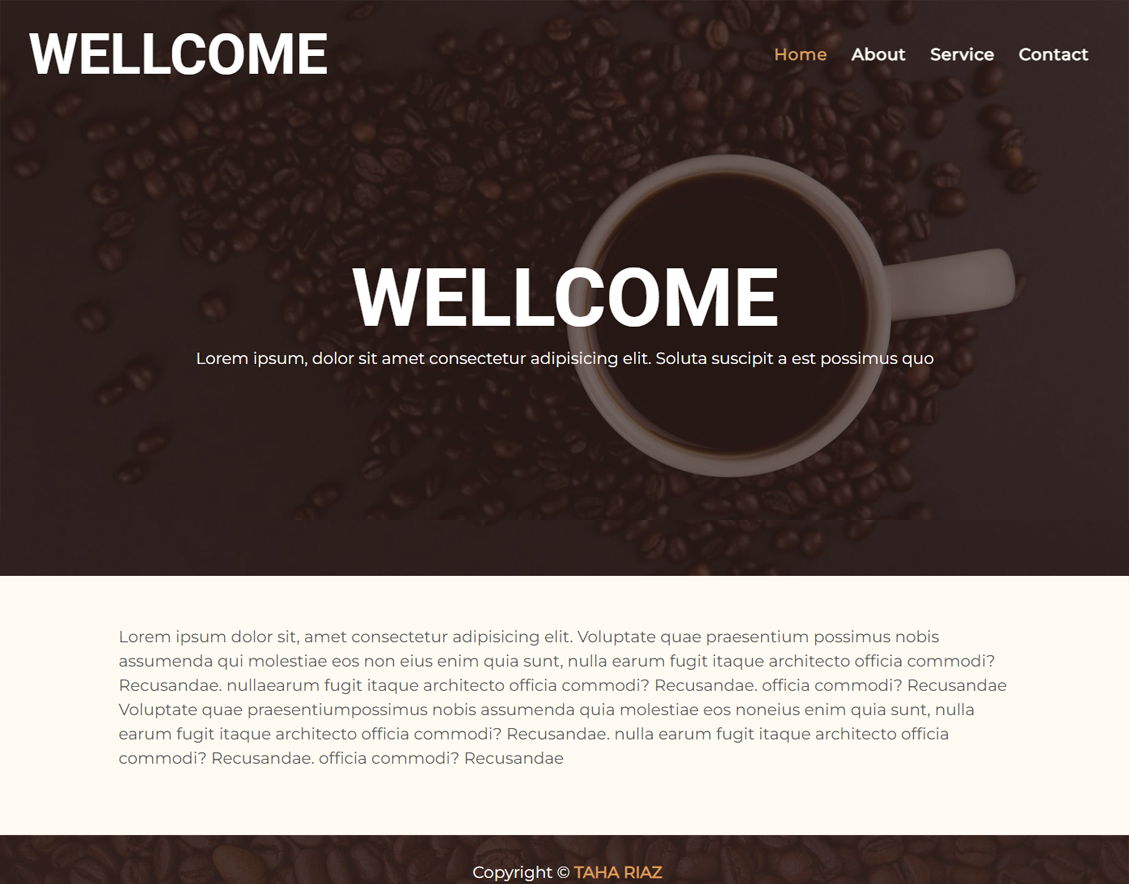 WELLCOME
Home About Service Contact
WELLCOME
Lorem ipsum, dolor sit amet consectetur adipisicing elit. Soluta suscipit a est possimus quo
Lorem ipsum dolor sit, amet consectetur adipisicing elit. Voluptate quae praesentium possimus nobis
assumenda qui molestiae eos non eius enim quia sunt, nulla earum fugit itaque architecto officia commodi?
Recusandae. nullaearum fugit itaque architecto officia commodi? Recusandae. officia commodi? Recusandae
Voluptate quae praesentiumpossimus nobis assumenda quia molestiae eos noneius enim quia sunt, nulla
earum fugit itaque architecto officia commodi? Recusandae. nulla earum fugit itaque architecto officia
commodi? Recusandae. officia commodi? Recusandae
Copyright © TAHA RIAZ